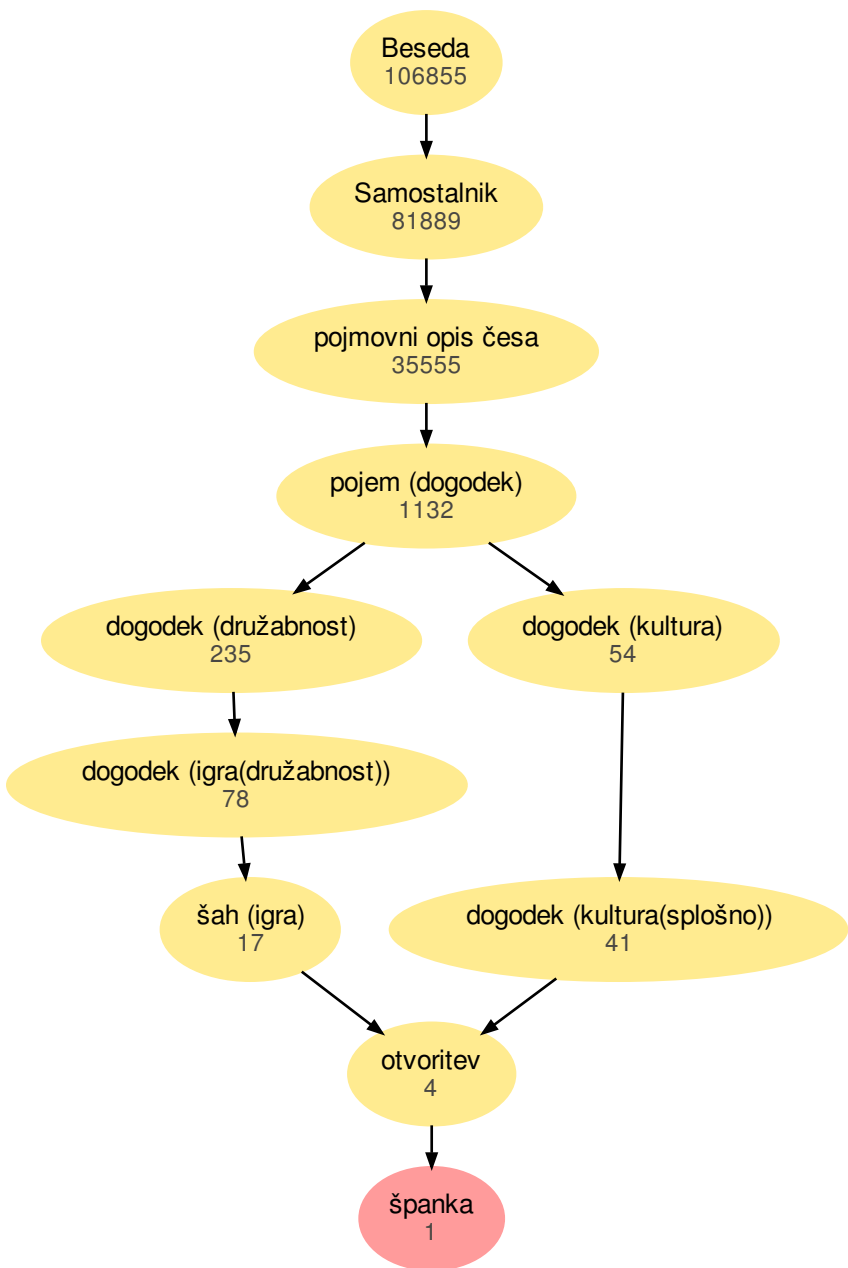 Beseda
106855
Samostalnik
81889
pojmovni opis česa
35555
pojem (dogodek)
1132
dogodek (družabnost)
235
dogodek (kultura)
54
dogodek (igra(družabnost))
78
šah (igra)
17
dogodek (kultura(splošno))
41
otvoritev
4
španka
1